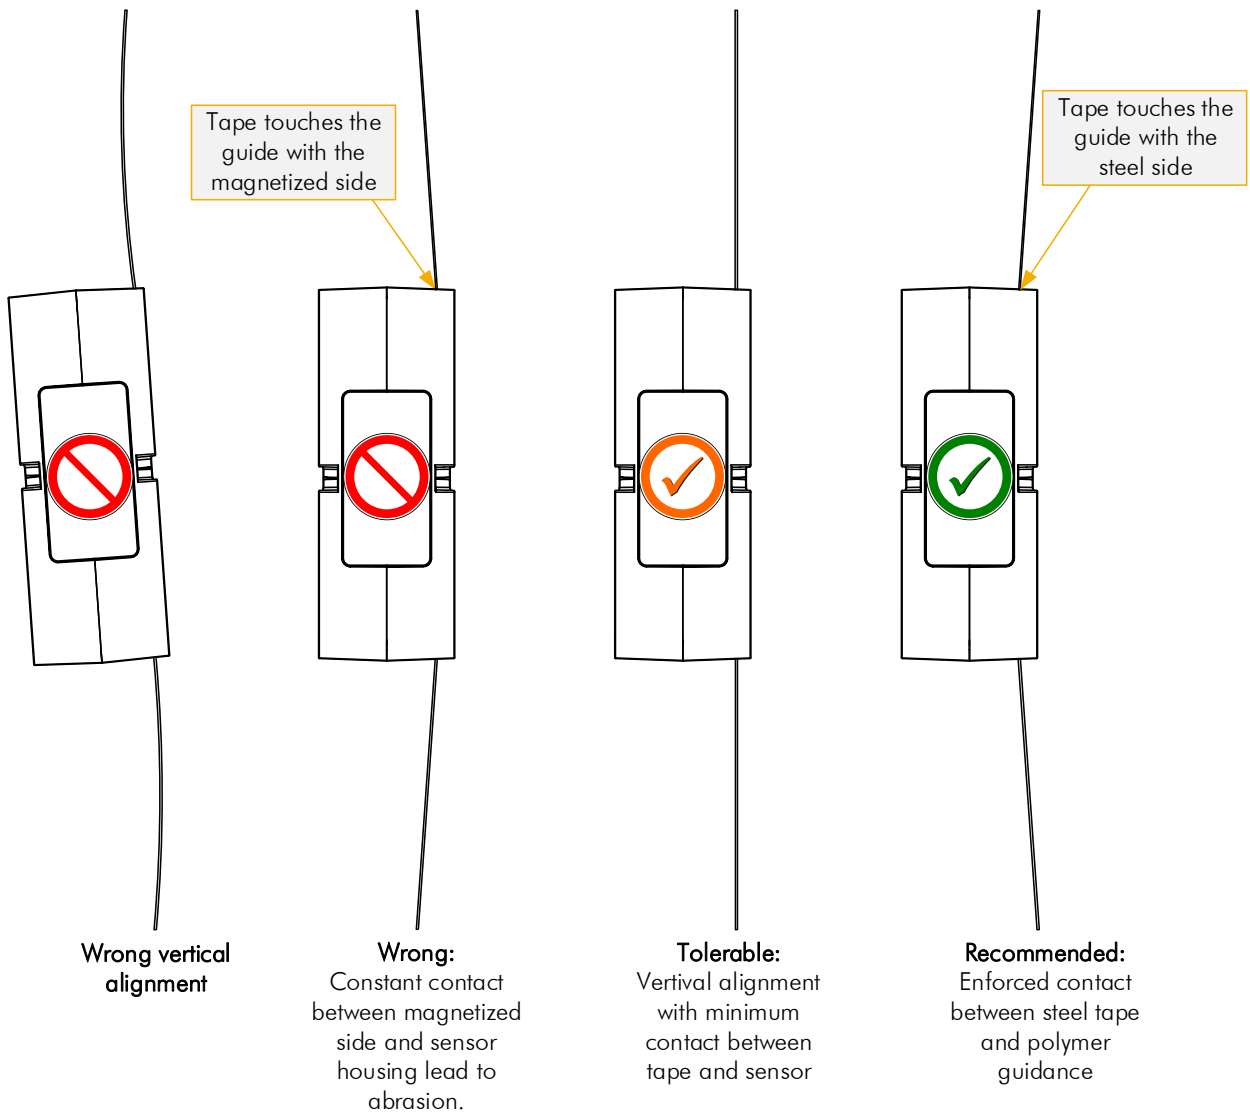 Tape touches the
guide with the
magnetized side
Tape touches the
guide with the
steel side
Wrong vertical
alignment
Wrong:
Constant contact
between magnetized
side and sensor
housing lead to
abrasion.
Tolerable:
Vertival alignment
with minimum
contact between
tape and sensor
Recommended:
Enforced contact
between steel tape
and polymer
guidance